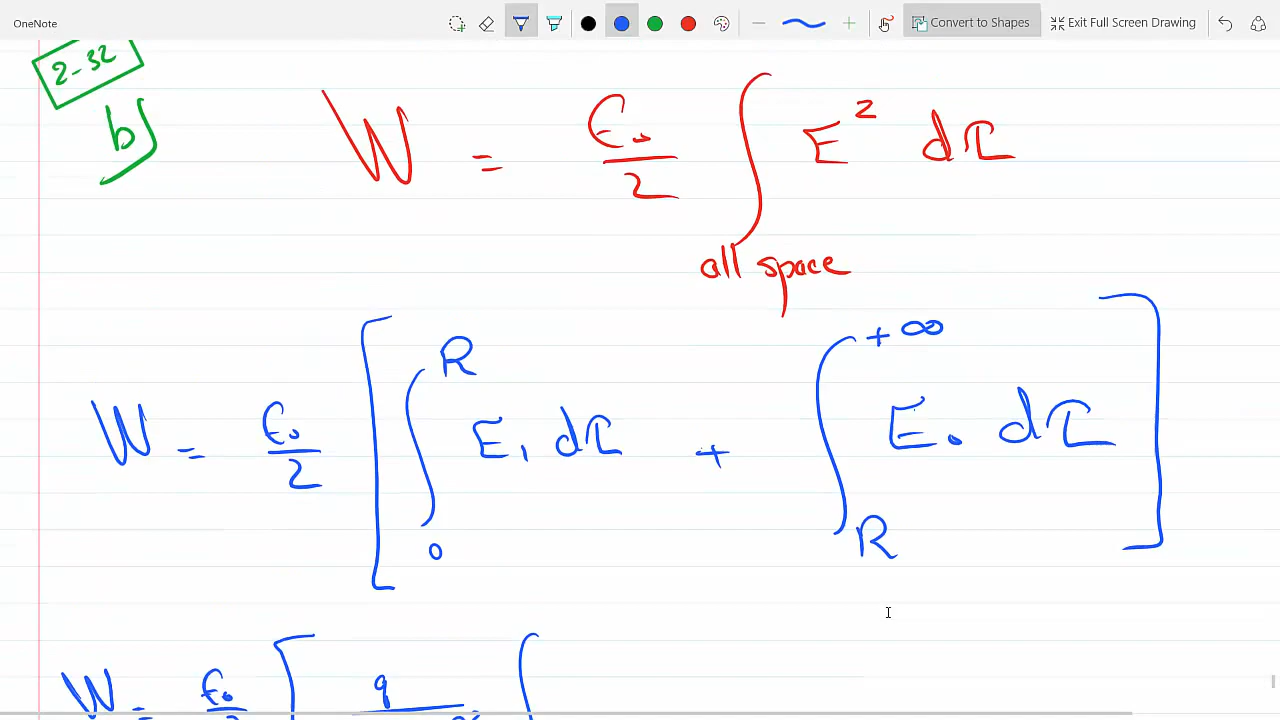 OneNote
Convert to Shapes
Exit Full Screen Drawing
2-32
b)
W = ε₀/2 ∫ E² dτ
all space
W = ε₀/2 [ ∫₀ᴿ E₁ dτ + ∫_R^{+∞} E₀ dτ ]
W = ε₀ [ q ∫